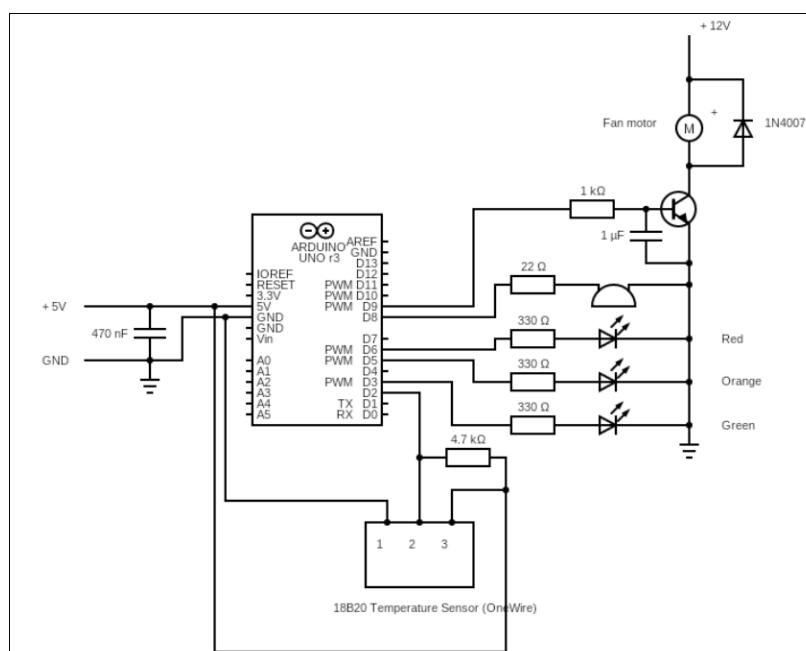 + 12V
Fan motor
M
+
1N4007
1 kΩ
1 µF
ARDUINO
UNO r3
AREF
GND
D13
D12
PWM D11
PWM D10
PWM D9
D8
D7
PWM D6
PWM D5
D4
PWM D3
D2
TX D1
RX D0
IOREF
RESET
3.3V
5V
GND
GND
Vin
A0
A1
A2
A3
A4
A5
+ 5V
470 nF
GND
22 Ω
330 Ω
Red
330 Ω
Orange
330 Ω
Green
4.7 kΩ
1 2 3
18B20 Temperature Sensor (OneWire)